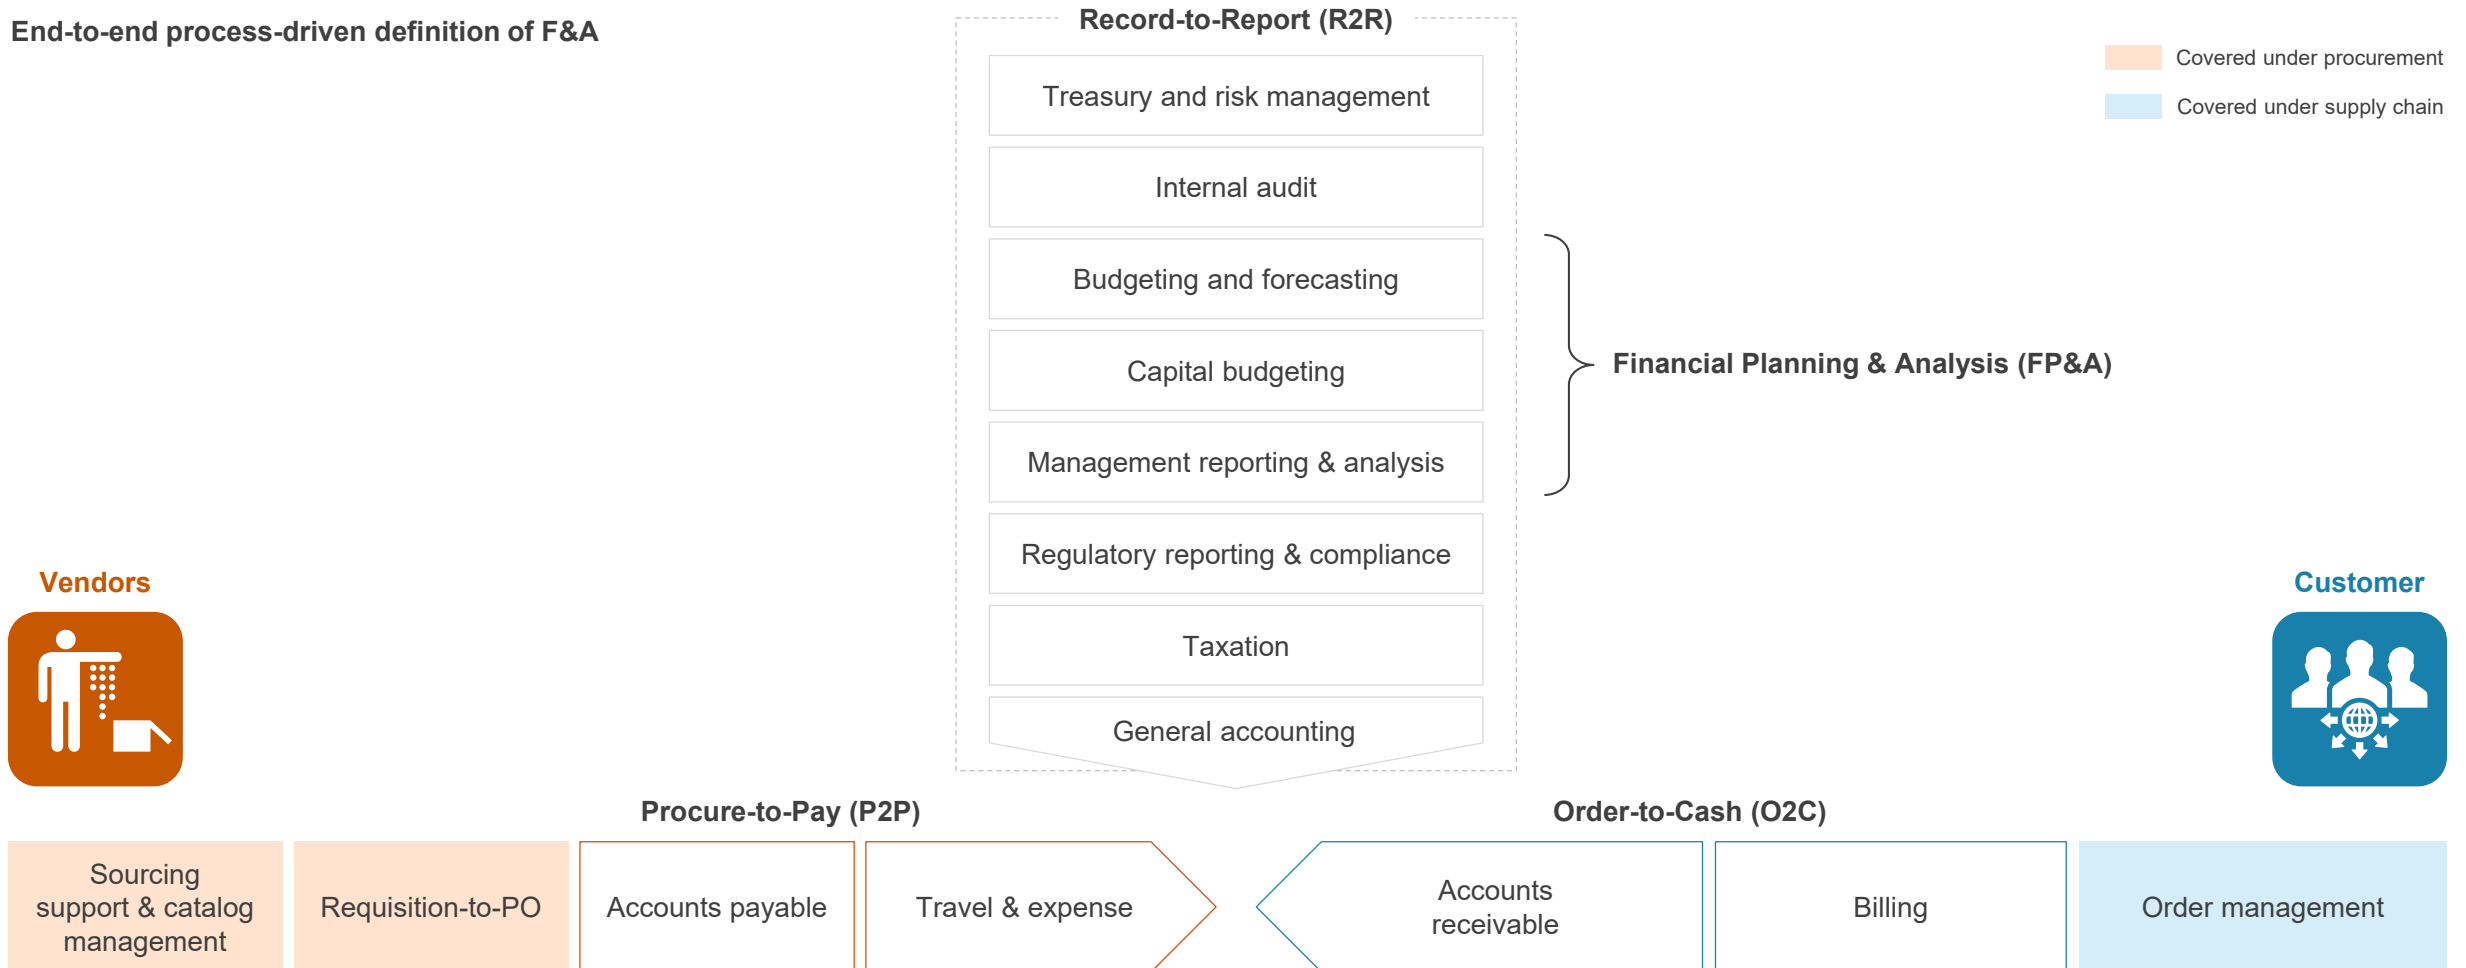 End-to-end process-driven definition of F&A
Record-to-Report (R2R)
Covered under procurement
Covered under supply chain
Treasury and risk management
Internal audit
Budgeting and forecasting
Capital budgeting
Management reporting & analysis
Financial Planning & Analysis (FP&A)
Regulatory reporting & compliance
Taxation
General accounting
Vendors
Customer
Procure-to-Pay (P2P)
Order-to-Cash (O2C)
Sourcing
support & catalog
management
Requisition-to-PO
Accounts payable
Travel & expense
Accounts
receivable
Billing
Order management